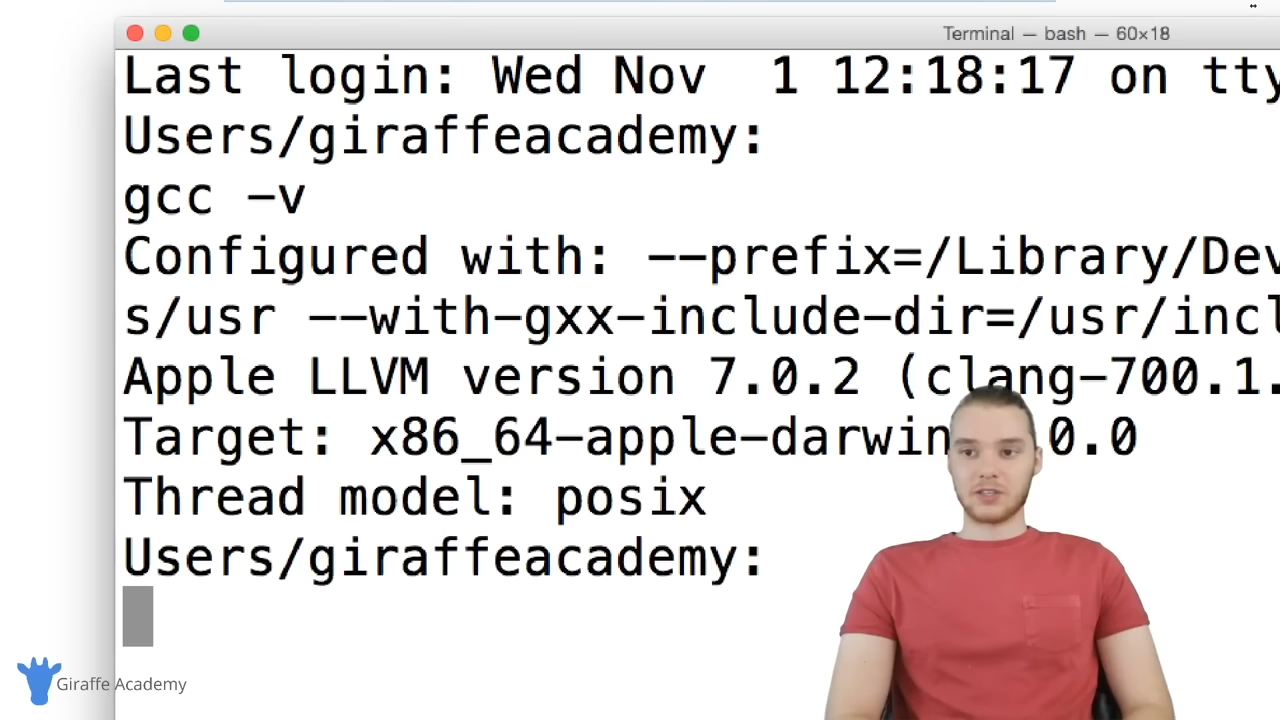 Terminal — bash — 60×18
Last login: Wed Nov  1 12:18:17 on tty
Users/giraffeacademy:
gcc -v
Configured with: --prefix=/Library/Dev
s/usr --with-gxx-include-dir=/usr/incl
Apple LLVM version 7.0.2 (clang-700.1.
Target: x86_64-apple-darwin 0.0
Thread model: posix
Users/giraffeacademy:
Giraffe Academy